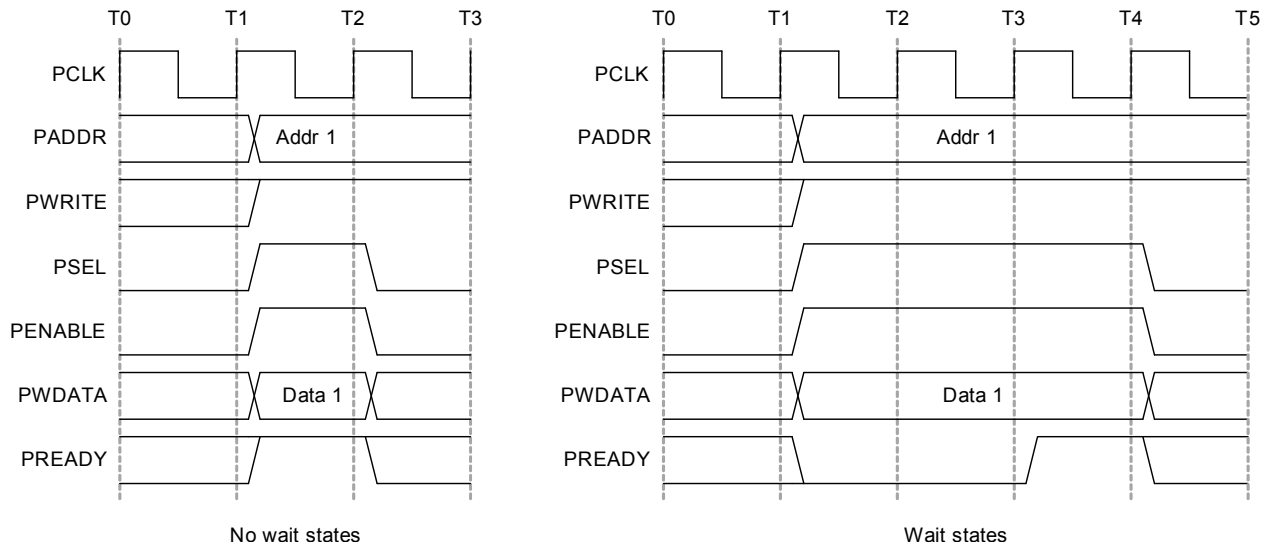 T0 T1 T2 T3 T0 T1 T2 T3 T4 T5
PCLK PCLK
PADDR Addr 1 PADDR Addr 1
PWRITE PWRITE
PSEL PSEL
PENABLE PENABLE
PWDATA Data 1 PWDATA Data 1
PREADY PREADY
No wait states Wait states